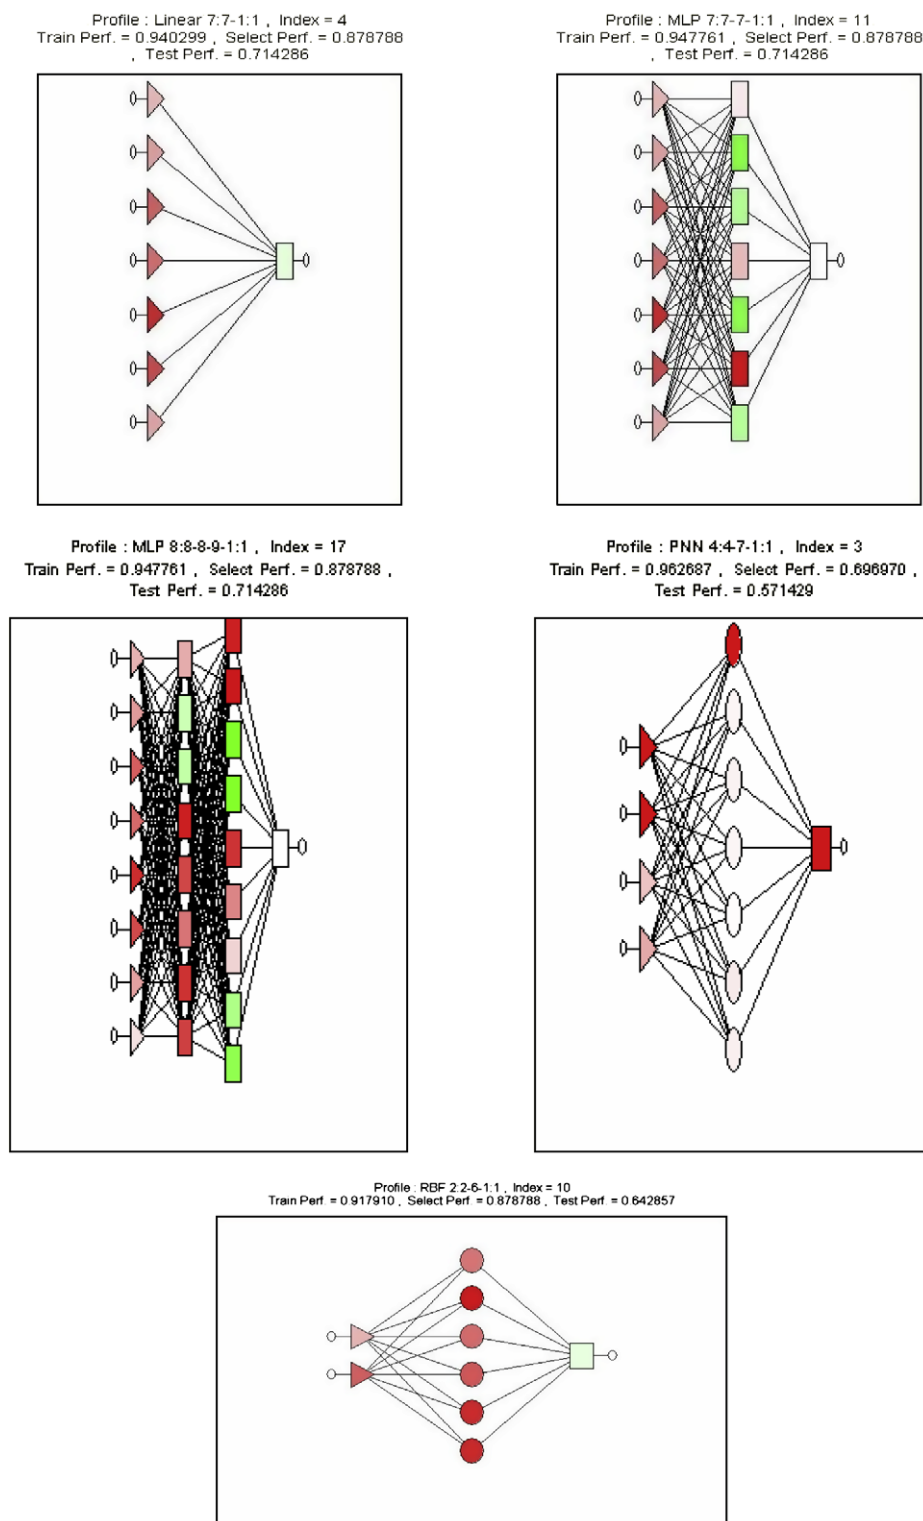 Profile : Linear 7:7-1:1 , Index = 4
Train Perf. = 0.940299 , Select Perf. = 0.878788
, Test Perf. = 0.714286
Profile : MLP 7:7-7-1:1 , Index = 11
Train Perf. = 0.947761 , Select Perf. = 0.878788
, Test Perf. = 0.714286
Profile : MLP 8:8-8-9-1:1 , Index = 17
Train Perf. = 0.947761 , Select Perf. = 0.878788 ,
Test Perf. = 0.714286
Profile : PNN 4:4-7-1:1 , Index = 3
Train Perf. = 0.962687 , Select Perf. = 0.696970 ,
Test Perf. = 0.571429
Profile : RBF 2:2-6-1:1 , Index = 10
Train Perf. = 0.917910 , Select Perf. = 0.878788 , Test Perf. = 0.642857